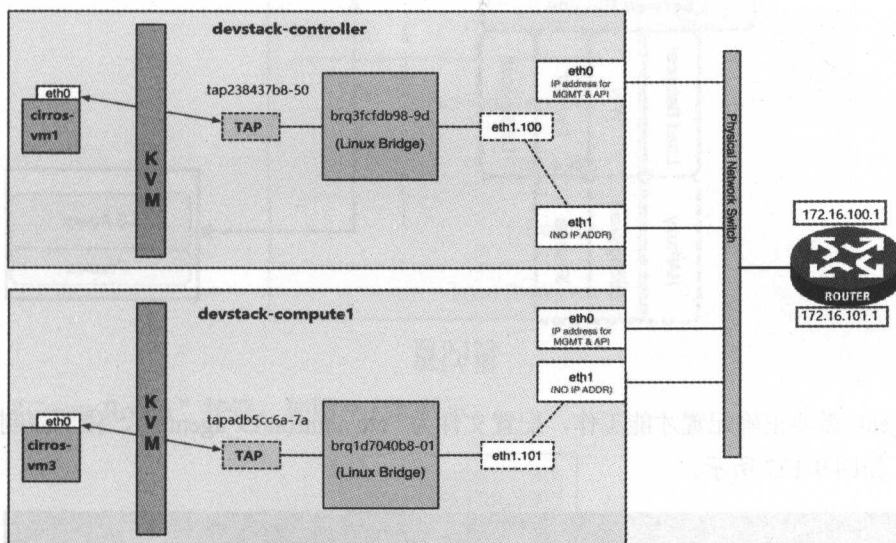 devstack-controller
eth0
cirros-
vm1
KVM
tap238437b8-50
TAP
brq3fcfdb98-9d
(Linux Bridge)
eth1.100
eth0
IP address for
MGMT & API
eth1
(NO IP ADDR)
Physical Network Switch
172.16.100.1
ROUTER
172.16.101.1
devstack-compute1
eth0
cirros-
vm3
KVM
tapadb5cc6a-7a
TAP
brq1d7040b8-01
(Linux Bridge)
eth1.101
eth0
IP address for
MGMT & API
eth1
(NO IP ADDR)